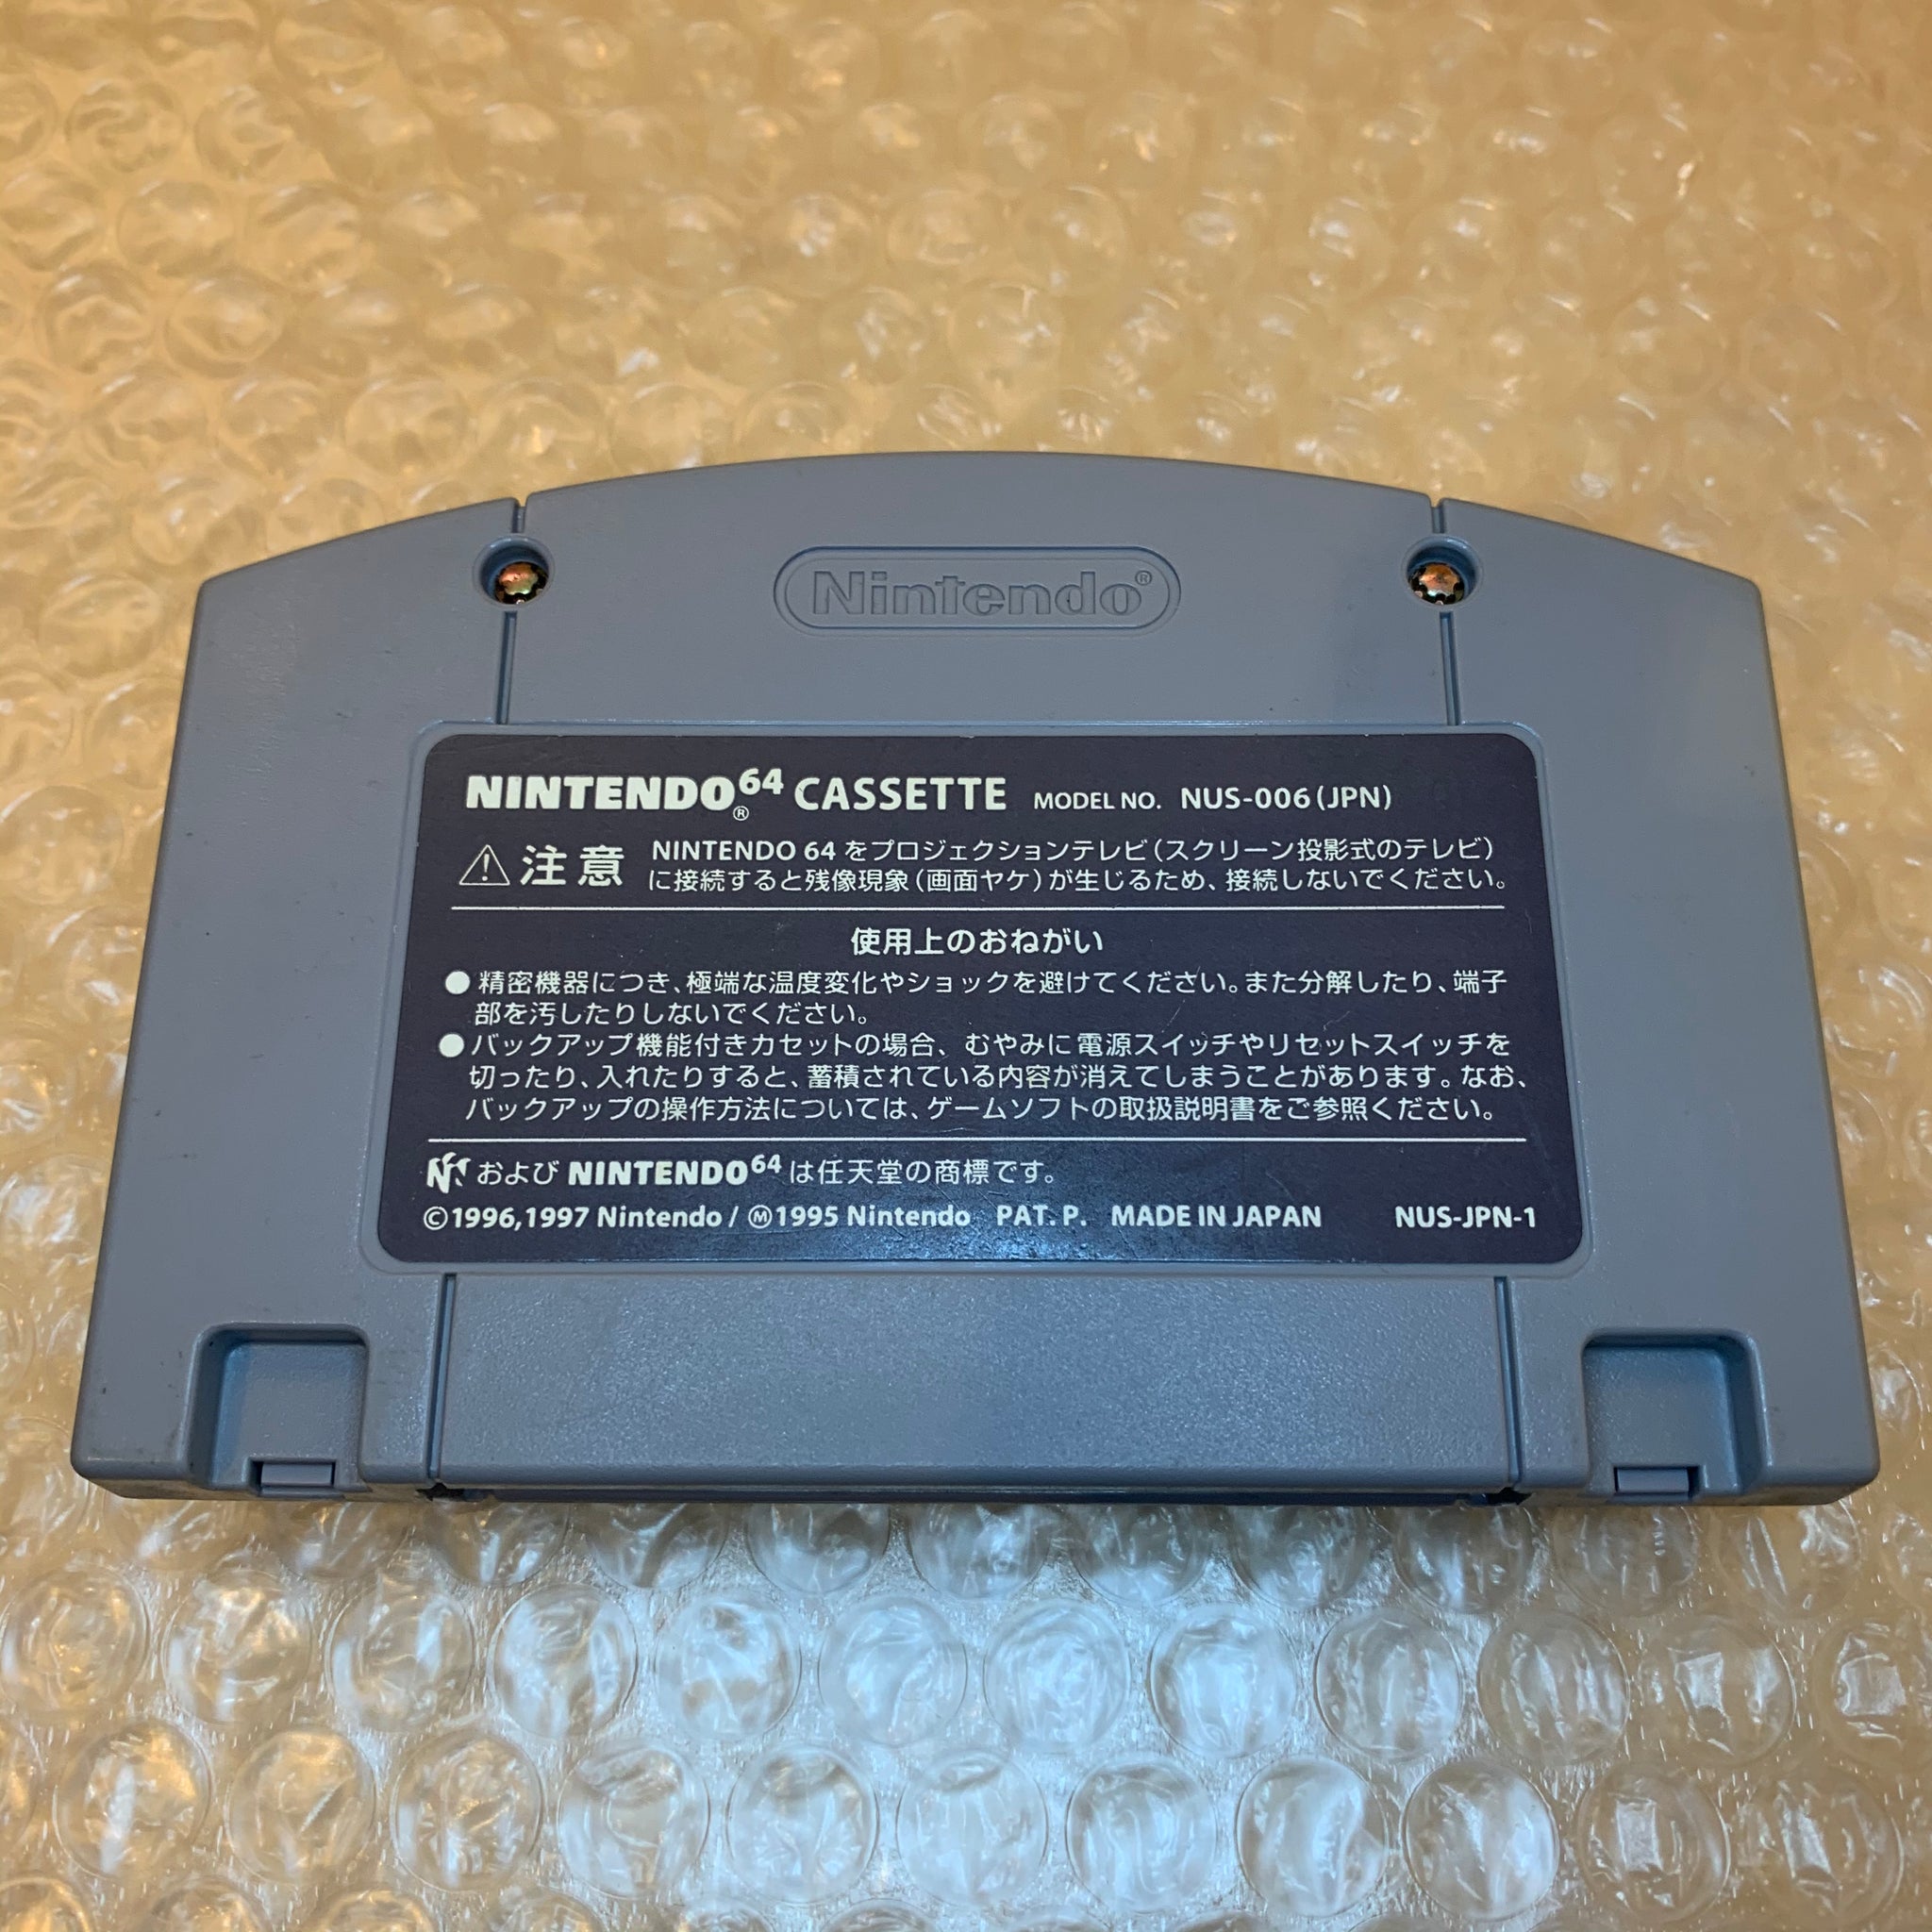 Nintendo®
NINTENDO64® CASSETTE MODEL NO. NUS-006(JPN)
⚠注意 NINTENDO 64 をプロジェクションテレビ(スクリーン投影式のテレビ)
に接続すると残像現象(画面ヤケ)が生じるため、接続しないでください。
使用上のおねがい
●精密機器につき、極端な温度変化やショックを避けてください。また分解したり、端子
部を汚したりしないでください。
●バックアップ機能付きカセットの場合、むやみに電源スイッチやリセットスイッチを
切ったり、入れたりすると、蓄積されている内容が消えてしまうことがあります。なお、
バックアップの操作方法については、ゲームソフトの取扱説明書をご参照ください。
N および NINTENDO64 は任天堂の商標です。
©1996,1997 Nintendo / Ⓜ1995 Nintendo PAT. P. MADE IN JAPAN NUS-JPN-1